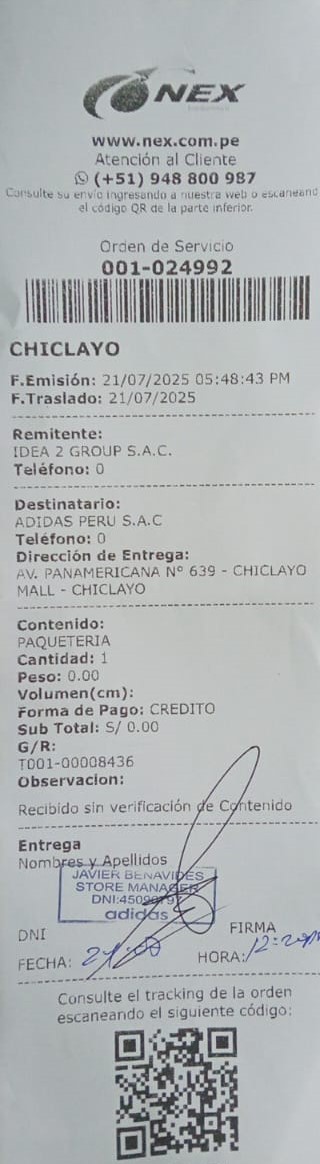 NEX
www.nex.com.pe
Atención al Cliente
(+51) 948 800 987
Consulte su envío ingresando a nuestra web o escaneand
el código QR de la parte inferior.
Orden de Servicio
001-024992
CHICLAYO
F.Emisión: 21/07/2025 05:48:43 PM
F.Traslado: 21/07/2025
Remitente:
IDEA 2 GROUP S.A.C.
Teléfono: 0
Destinatario:
ADIDAS PERU S.A.C
Teléfono: 0
Dirección de Entrega:
AV. PANAMERICANA N° 639 - CHICLAYO
MALL - CHICLAYO
Contenido:
PAQUETERIA
Cantidad: 1
Peso: 0.00
Volumen(cm):
Forma de Pago: CREDITO
Sub Total: S/ 0.00
G/R:
T001-00008436
Observacion:
Recibido sin verificación de Contenido
Entrega
Nombres y Apellidos
JAVIER BENAVIDES
STORE MANAGER
adidas
DNI
FIRMA
FECHA:
HORA:
Consulte el tracking de la orden
escaneando el siguiente código: